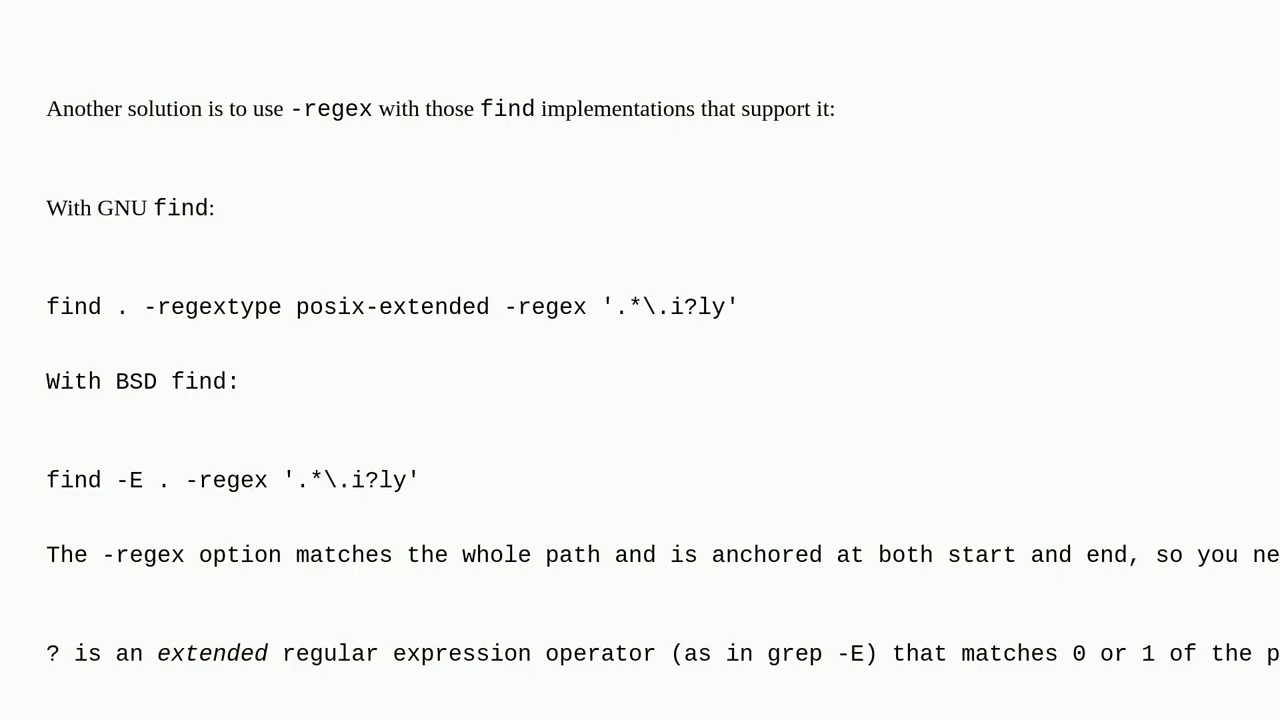 Another solution is to use -regex with those find implementations that support it:
With GNU find:
find . -regextype posix-extended -regex '.*\.i?ly'
With BSD find:
find -E . -regex '.*\.i?ly'
The -regex option matches the whole path and is anchored at both start and end, so you ne
? is an extended regular expression operator (as in grep -E) that matches 0 or 1 of the p